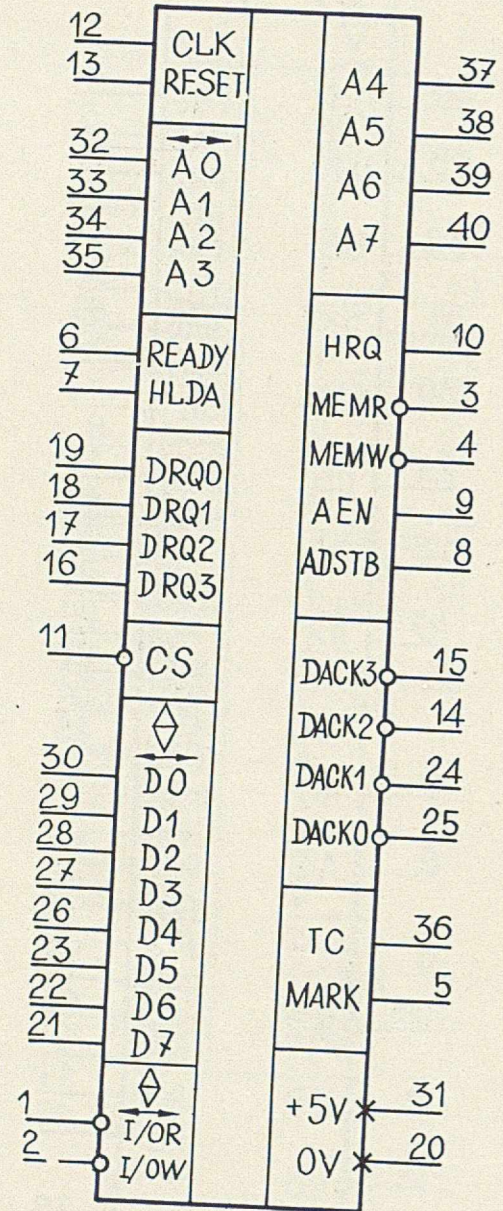 12 CLK A4 37
13 RESET A5 38
32 A0 A6 39
33 A1 A7 40
34 A2
35 A3
6 READY HRQ 10
7 HLDA MEMR 3
19 DRQ0 MEMW 4
18 DRQ1 AEN 9
17 DRQ2 ADSTB 8
16 DRQ3
11 CS DACK3 15
30 D0 DACK2 14
29 D1 DACK1 24
28 D2 DACK0 25
27 D3
26 D4 TC 36
23 D5 MARK 5
22 D6
21 D7
1 I/OR +5V 31
2 I/OW 0V 20